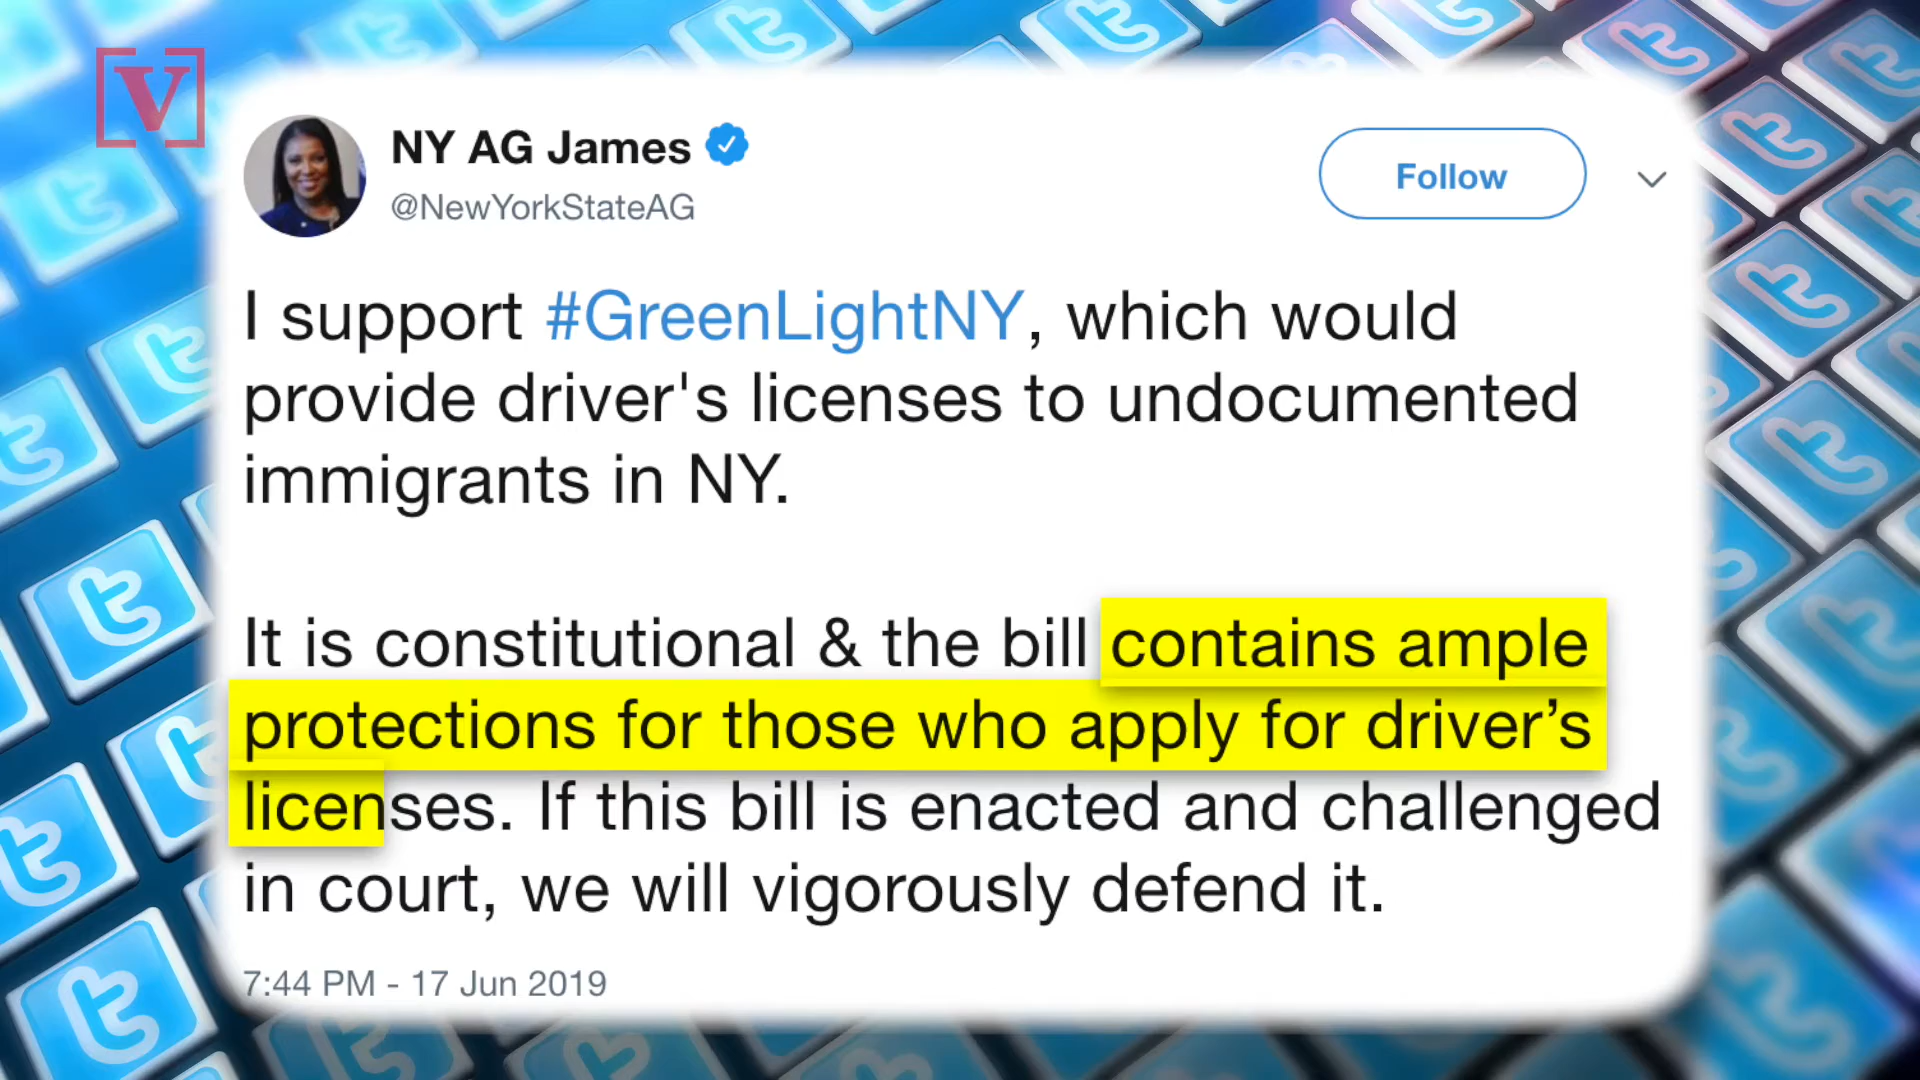 V
NY AG James
@NewYorkStateAG
Follow
I support #GreenLightNY, which would
provide driver's licenses to undocumented
immigrants in NY.
It is constitutional & the bill contains ample
protections for those who apply for driver’s
licenses. If this bill is enacted and challenged
in court, we will vigorously defend it.
7:44 PM - 17 Jun 2019